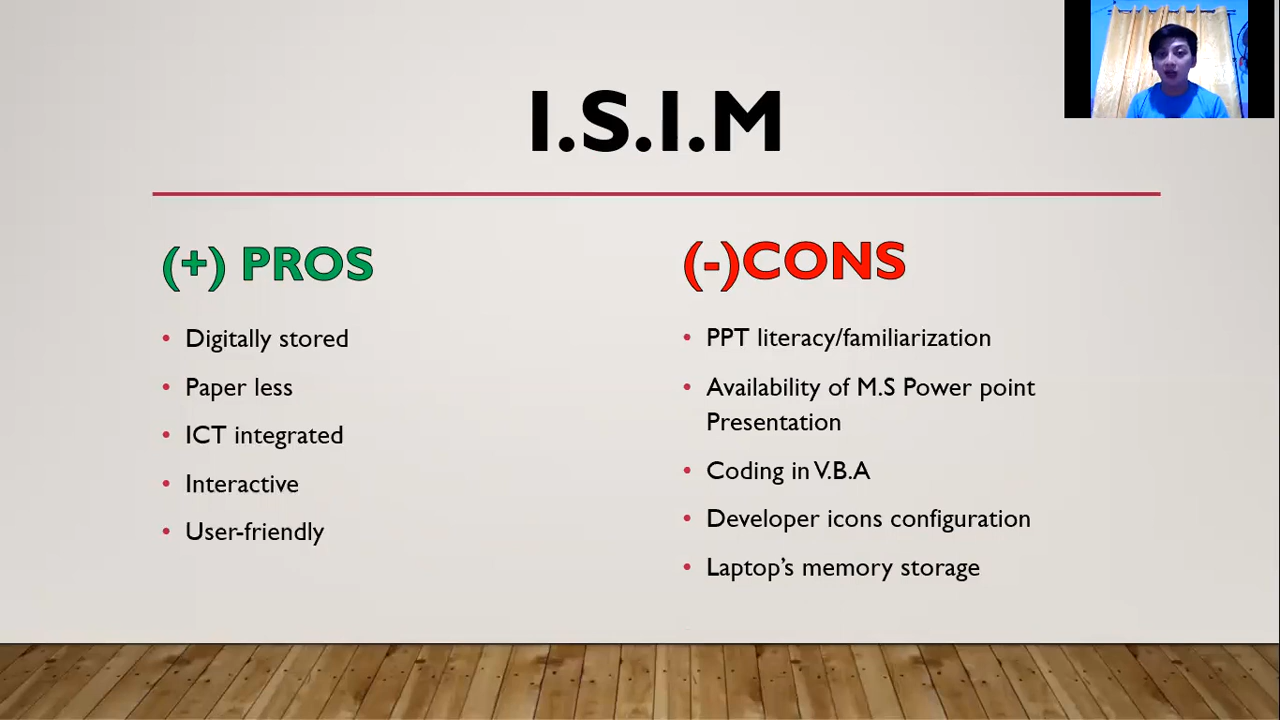 I.S.I.M
(+) PROS
• Digitally stored
• Paper less
• ICT integrated
• Interactive
• User-friendly
(-)CONS
• PPT literacy/familiarization
• Availability of M.S Power point
Presentation
• Coding in V.B.A
• Developer icons configuration
• Laptop’s memory storage